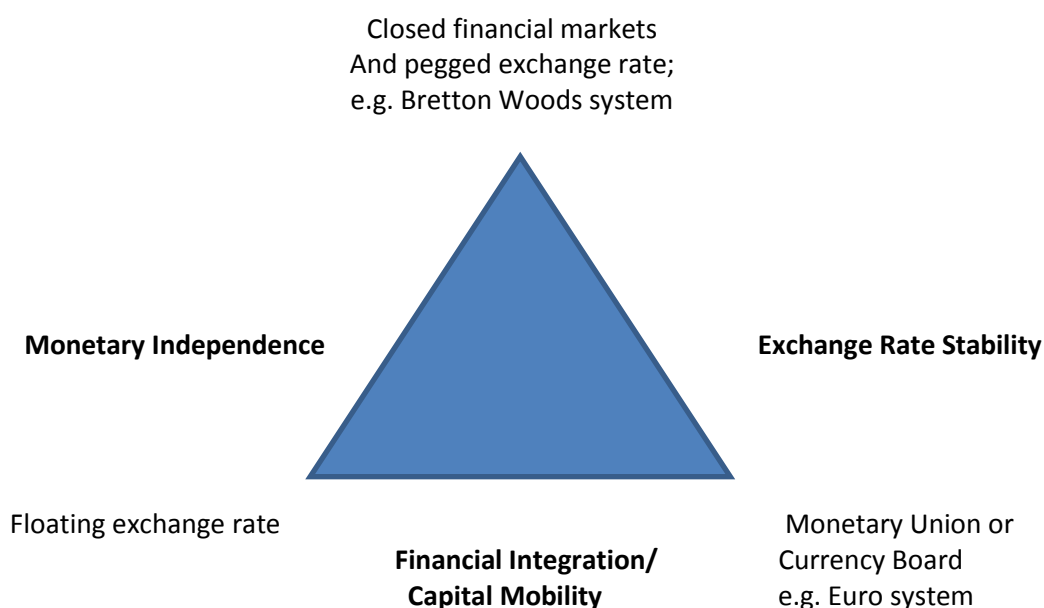 Closed financial markets
And pegged exchange rate;
e.g. Bretton Woods system
Monetary Independence
Exchange Rate Stability
Floating exchange rate
Financial Integration/
Capital Mobility
Monetary Union or
Currency Board
e.g. Euro system